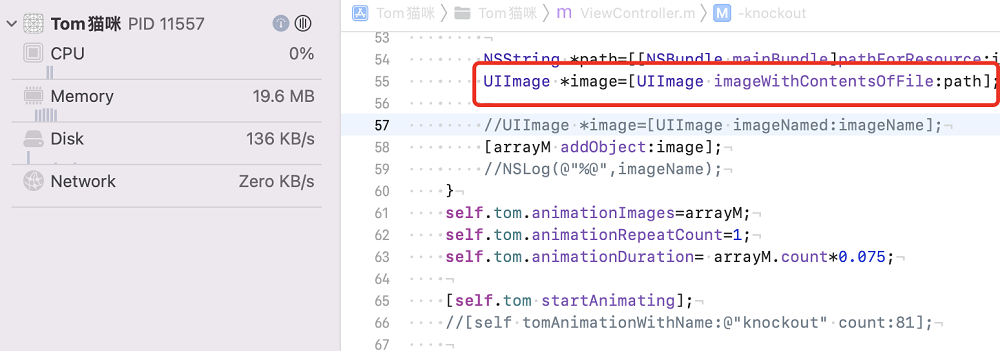 Tom猫咪 PID 11557
CPU 0%
Memory 19.6 MB
Disk 136 KB/s
Network Zero KB/s
Tom猫咪 〉 Tom猫咪 〉 m ViewController.m 〉 M -knockout
53
54 NSString *path=[[NSBundle mainBundle]pathForResource:i
55 UIImage *image=[UIImage imageWithContentsOfFile:path];
56
57 //UIImage *image=[UIImage imageNamed:imageName];
58 [arrayM addObject:image];
59 //NSLog(@"%@",imageName);
60 }
61 self.tom.animationImages=arrayM;
62 self.tom.animationRepeatCount=1;
63 self.tom.animationDuration= arrayM.count*0.075;
64
65 [self.tom startAnimating];
66 //[self tomAnimationWithName:@"knockout" count:81];
67